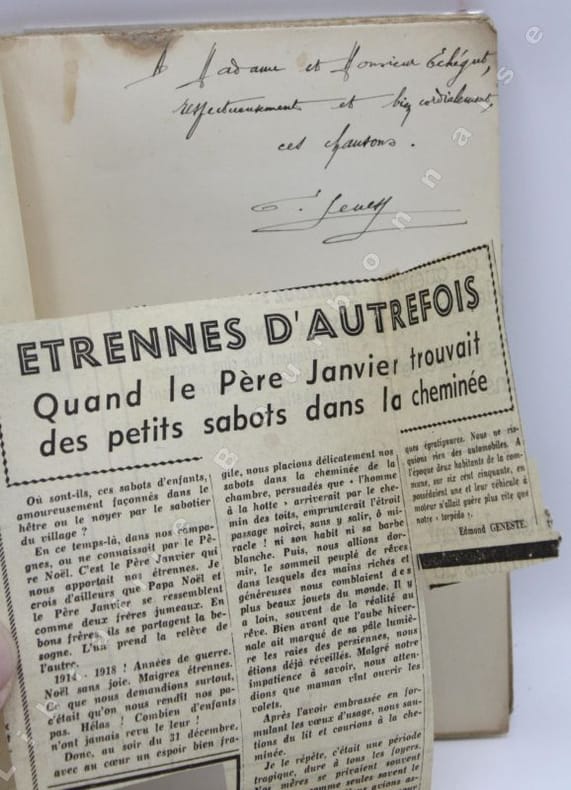 A Madame et Monsieur Echégut,
respectueusement et bien cordialement,
ces chansons.
ETRENNES D'AUTREFOIS
Quand le Père Janvier trouvait
des petits sabots dans la cheminée
Où sont-ils, ces sabots d'enfants,
amoureusement façonnés dans le
hêtre ou le noyer par le sabotier
du village ?
En ce temps-là, dans nos campa-
gnes, on ne connaissait par le Pè-
re Noël. C'est le Père Janvier qui
nous apportait nos étrennes. Je
crois d'ailleurs que Papa Noël et
le Père Janvier se ressemblent
comme deux frères jumeaux. En
bons frères, ils se partagent la be-
sogne. L'un prend la relève de
l'autre.
1914 - 1918 ! Années de guerre.
Noël sans joie. Maigres étrennes.
Ce que nous demandions surtout,
c'était qu'on nous rendît nos pa-
pas. Hélas ! Combien d'enfants
n'ont jamais revu le leur !
Donc, au soir du 31 décembre,
avec au cœur un espoir bien fra-
gile, nous placions délicatement nos
sabots dans la cheminée de la
chambre, persuadés que « l'homme
à la hotte » arriverait par le che-
min des toits, emprunterait l'étroit
passage noirci, sans y salir, ô mi-
racle ! ni son habit ni sa barbe
blanche. Puis, nous allions dor-
mir, le sommeil peuplé de rêves
dans lesquels des mains riches et
généreuses nous comblaient des
plus beaux jouets du monde. Il y
a loin, souvent de la réalité au
rêve. Bien avant que l'aube hiver-
nale ait marqué de sa pâle lumiè-
re les raies des persiennes, nous
étions déjà réveillés. Malgré notre
impatience à savoir, nous atten-
dions que maman vînt ouvrir les
volets.
Après l'avoir embrassée en for-
mulant les vœux d'usage, nous sau-
tions du lit et courions à la che-
minée.
Je le répète, c'était une période
tragique, dure à tous les foyers.
Nos mères se privaient souvent
comme seules savent le
avions
ques égratignures. Nous ne ris-
quions rien des automobiles. A
l'époque deux habitants de la com-
mune, sur six cent cinquante, en
possédaient une et leur véhicule à
notre « torpédo ».
Edmond GENESTE.